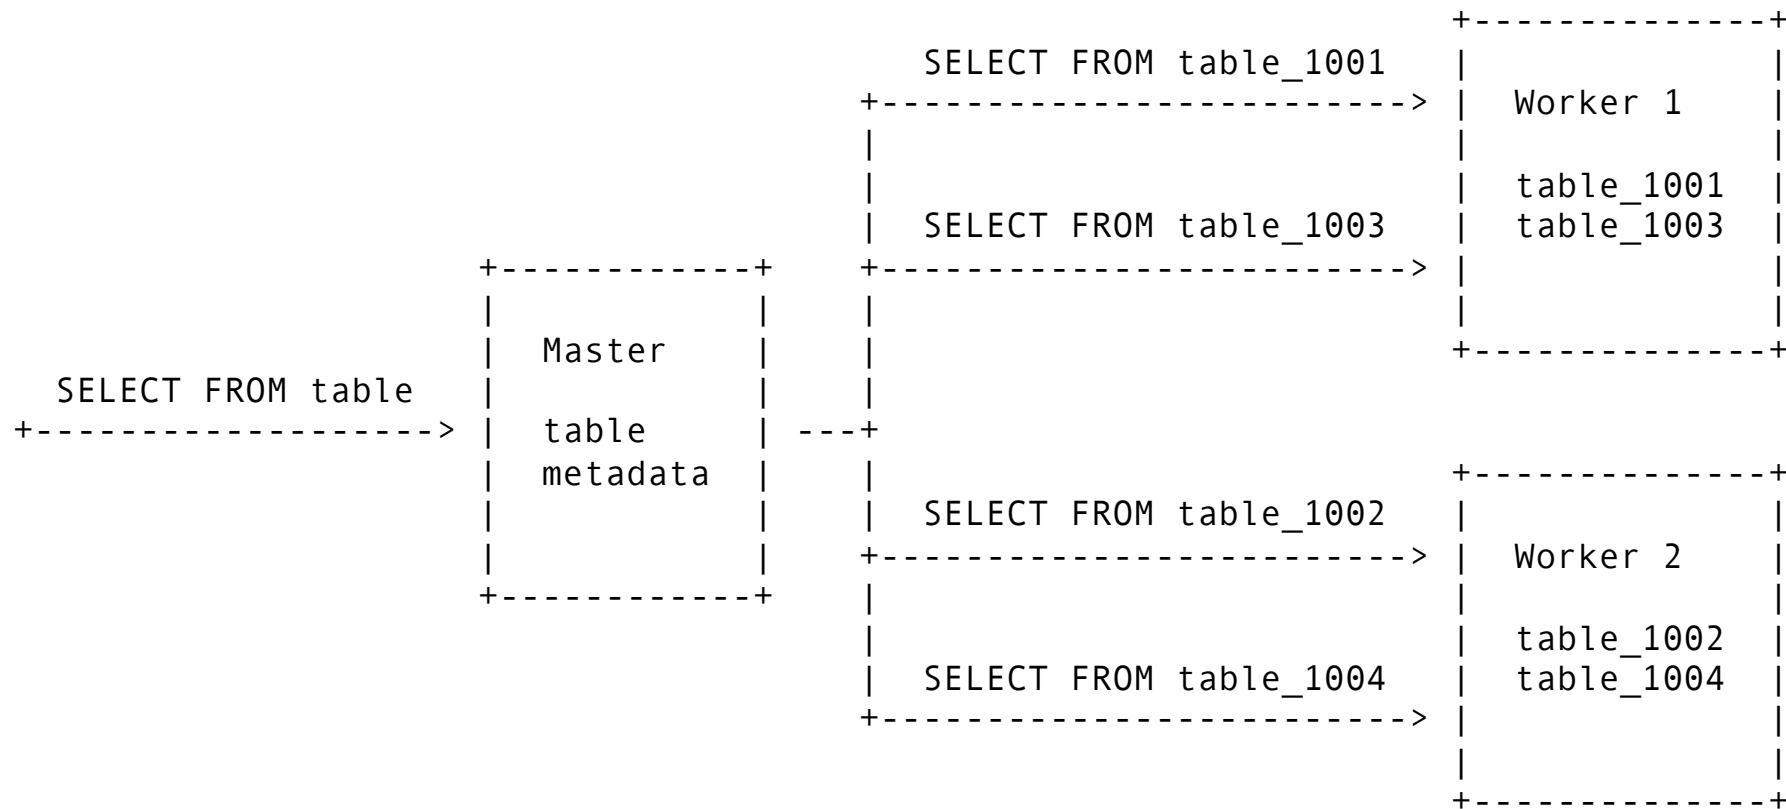 SELECT FROM table
Master
table
metadata
SELECT FROM table_1001
SELECT FROM table_1003
Worker 1
table_1001
table_1003
SELECT FROM table_1002
SELECT FROM table_1004
Worker 2
table_1002
table_1004